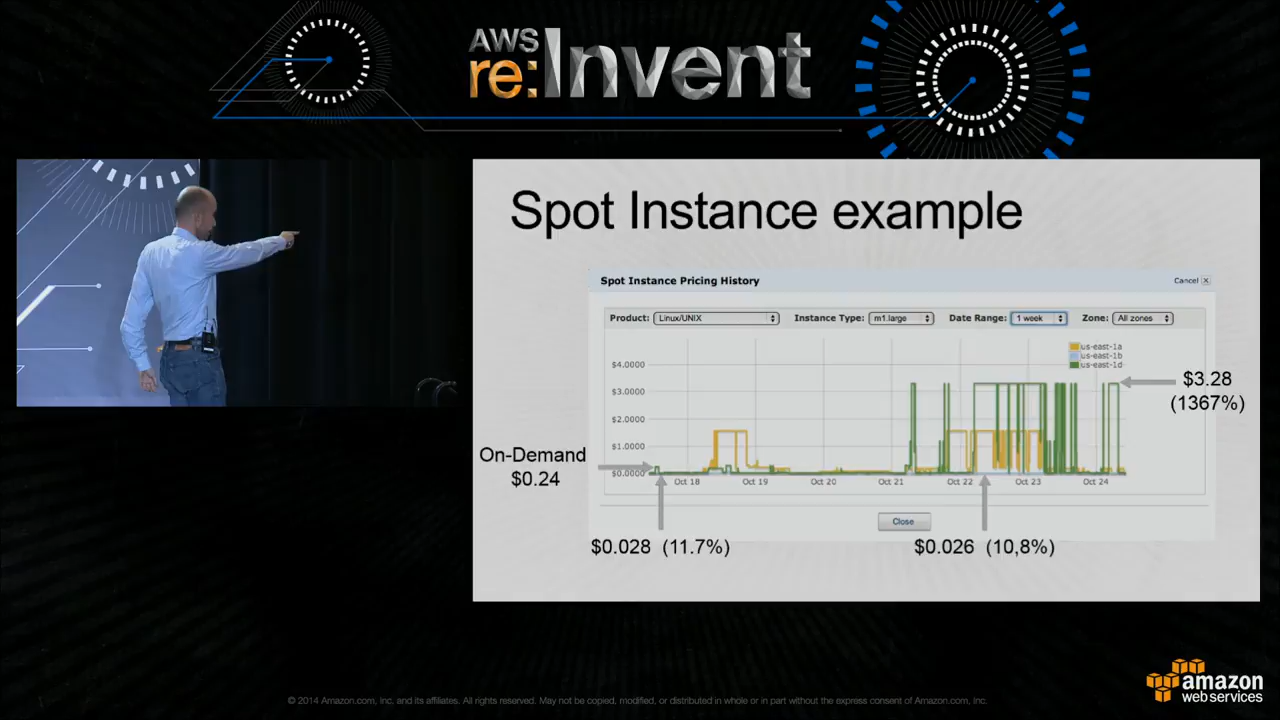 AWS
re:Invent
Spot Instance example
Spot Instance Pricing History
Cancel X
Product: Linux/UNIX Instance Type: m1.large Date Range: 1 week Zone: All zones
us-east-1a
us-east-1b
us-east-1d
$4.0000
$3.0000
$2.0000
$1.0000
$0.0000
Oct 18 Oct 19 Oct 20 Oct 21 Oct 22 Oct 23 Oct 24
$3.28
(1367%)
On-Demand
$0.24
Close
$0.028 (11.7%)
$0.026 (10,8%)
amazon
web services
© 2014 Amazon.com, Inc, and its affiliates. All rights reserved. May not be copied, modified, or distributed in whole or in part without the express consent of Amazon.com, Inc.